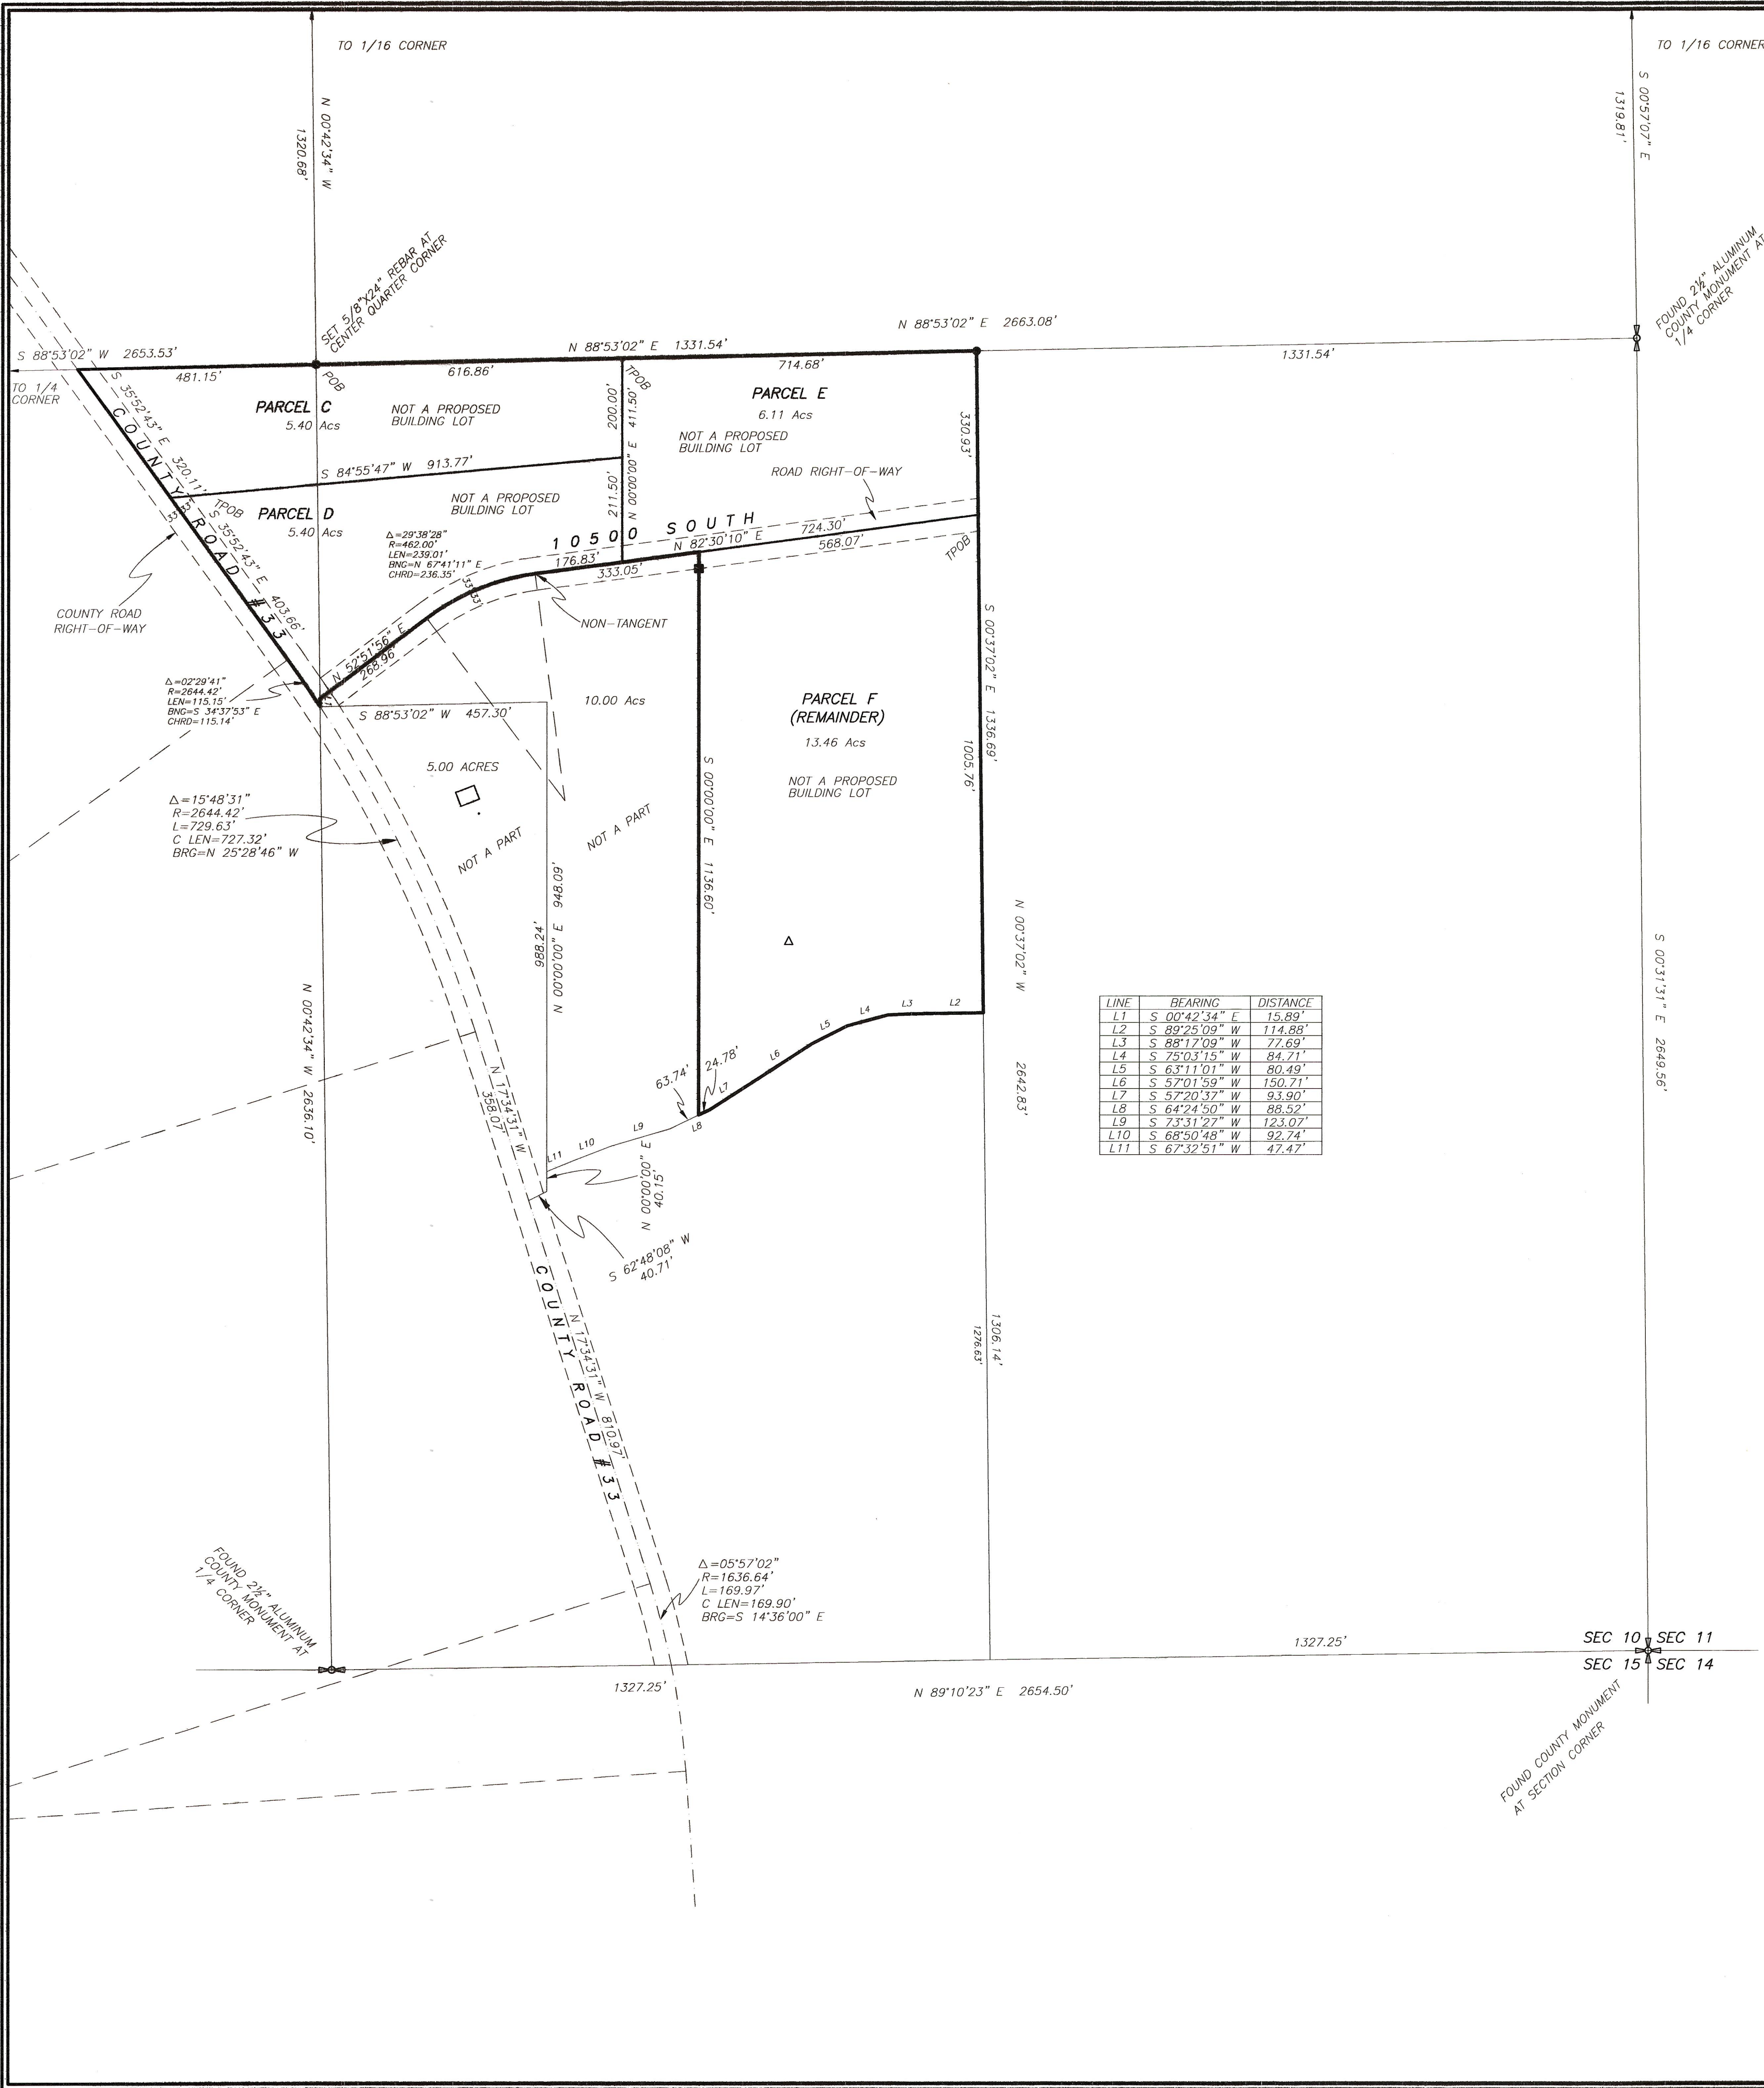 TO 1/16 CORNER
TO 1/16 CORNER
N 00°42'34" W
1320.68'
S 00°57'07" E
1319.81'
SET 5/8"X24" REBAR AT
CENTER QUARTER CORNER
FOUND 2½" ALUMINUM
COUNTY MONUMENT AT
1/4 CORNER
N 88°53'02" E 2663.08'
S 88°53'02" W 2653.53'
N 88°53'02" E 1331.54'
1331.54'
TO 1/4
CORNER
481.15'
POB
616.86'
TPOB
714.68'
PARCEL C
5.40 Acs
NOT A PROPOSED
BUILDING LOT
200.00'
N 00°00'00" E 411.50'
211.50'
PARCEL E
6.11 Acs
NOT A PROPOSED
BUILDING LOT
330.93'
ROAD RIGHT-OF-WAY
S 35°52'43" E 320.11'
S 84°55'47" W 913.77'
TPOB
PARCEL D
5.40 Acs
NOT A PROPOSED
BUILDING LOT
33' 33'
S 35°52'43" E 403.66'
COUNTY ROAD #33
COUNTY ROAD
RIGHT-OF-WAY
Δ=29°38'28"
R=462.00'
LEN=239.01'
BNG=N 67°41'11" E
CHRD=236.35'
10500 SOUTH
176.83'
333.05'
N 82°30'10" E
724.30'
568.07'
TPOB
33' 33'
NON-TANGENT
N 52°51'56" E
268.96'
L1
Δ=02°29'41"
R=2644.42'
LEN=115.15'
BNG=S 34°37'53" E
CHRD=115.14'
S 88°53'02" W 457.30'
10.00 Acs
PARCEL F
(REMAINDER)
13.46 Acs
NOT A PROPOSED
BUILDING LOT
S 00°37'02" E 1336.69'
1005.76'
5.00 ACRES
NOT A PART
NOT A PART
S 00°00'00" E 1136.60'
Δ=15°48'31"
R=2644.42'
L=729.63'
C LEN=727.32'
BRG=N 25°28'46" W
988.24'
N 00°00'00" E 948.09'
Δ
N 00°37'02" W 2642.83'
S 00°31'31" E 2649.56'
N 00°42'34" W 2636.10'
LINE BEARING DISTANCE
L1 S 00°42'34" E 15.89'
L2 S 89°25'09" W 114.88'
L3 S 88°17'09" W 77.69'
L4 S 75°03'15" W 84.71'
L5 S 63°11'01" W 80.49'
L6 S 57°01'59" W 150.71'
L7 S 57°20'37" W 93.90'
L8 S 64°24'50" W 88.52'
L9 S 73°31'27" W 123.07'
L10 S 68°50'48" W 92.74'
L11 S 67°32'51" W 47.47'
L2
L3
L4
L5
L6
L7
L8
L9
L10
L11
63.74'
24.78'
N 17°34'31" W
358.07'
N 00°00'00" E
40.15'
S 62°48'08" W
40.71'
COUNTY ROAD #33
N 17°34'31" W 810.97'
1306.14'
1276.63'
Δ=05°57'02"
R=1636.64'
L=169.97'
C LEN=169.90'
BRG=S 14°36'00" E
FOUND 2½" ALUMINUM
COUNTY MONUMENT AT
1/4 CORNER
1327.25'
1327.25'
N 89°10'23" E 2654.50'
SEC 10 SEC 11
SEC 15 SEC 14
FOUND COUNTY MONUMENT
AT SECTION CORNER